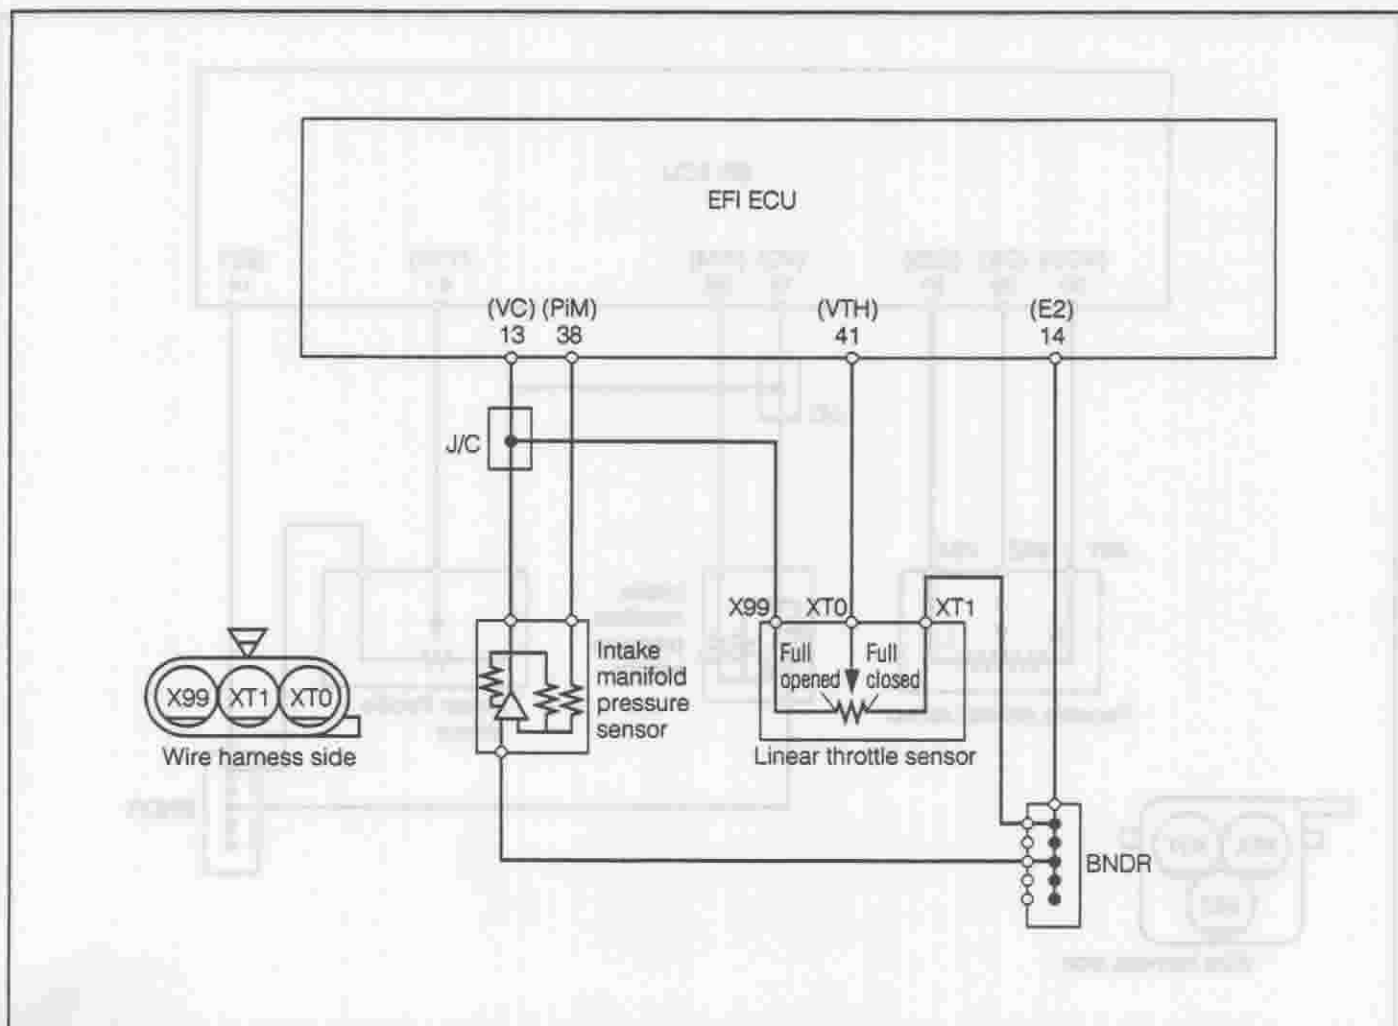 EFI ECU
(VC) (PiM) (VTH) (E2)
13 38 41 14
J/C
X99 XT0 XT1
Full
opened
Full
closed
Intake
manifold
pressure
sensor
X99 XT1 XT0
Wire harness side
Linear throttle sensor
BNDR